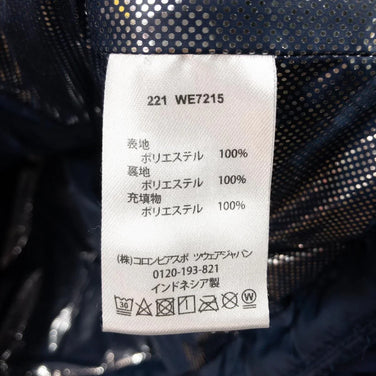 221 WE7215
表地
ポリエステル 100%
裏地
ポリエステル 100%
充填物
ポリエステル 100%
(株)コロンビアスポ ツウェアジャパン
0120-193-821
インドネシア製
30 W